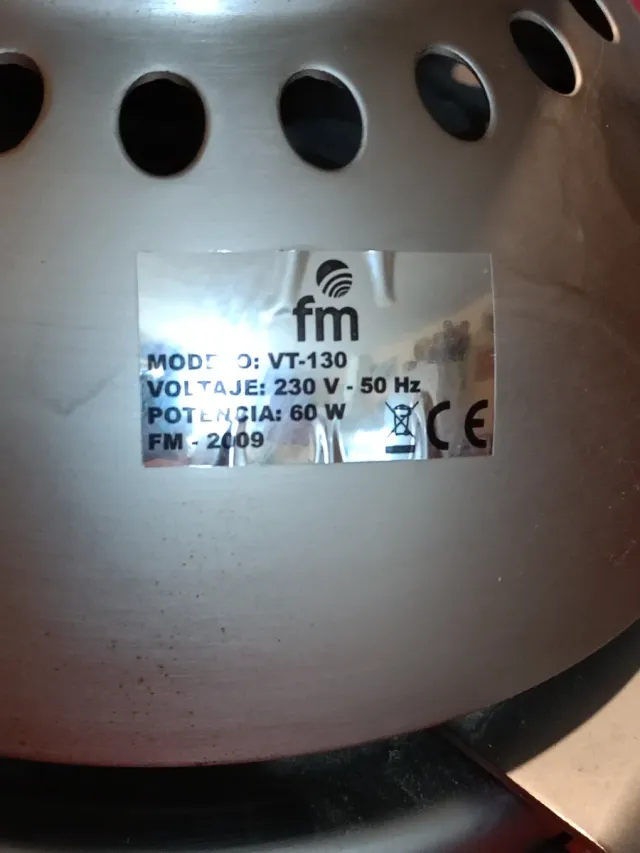 fm
MODELO: VT-130
VOLTAJE: 230 V - 50 Hz
POTENCIA: 60 W
FM - 2009
CE